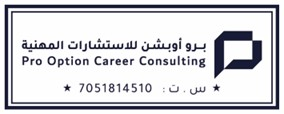 برو أوبشن للاستشارات المهنية
Pro Option Career Consulting
★ س . ت : 7051814510 ★